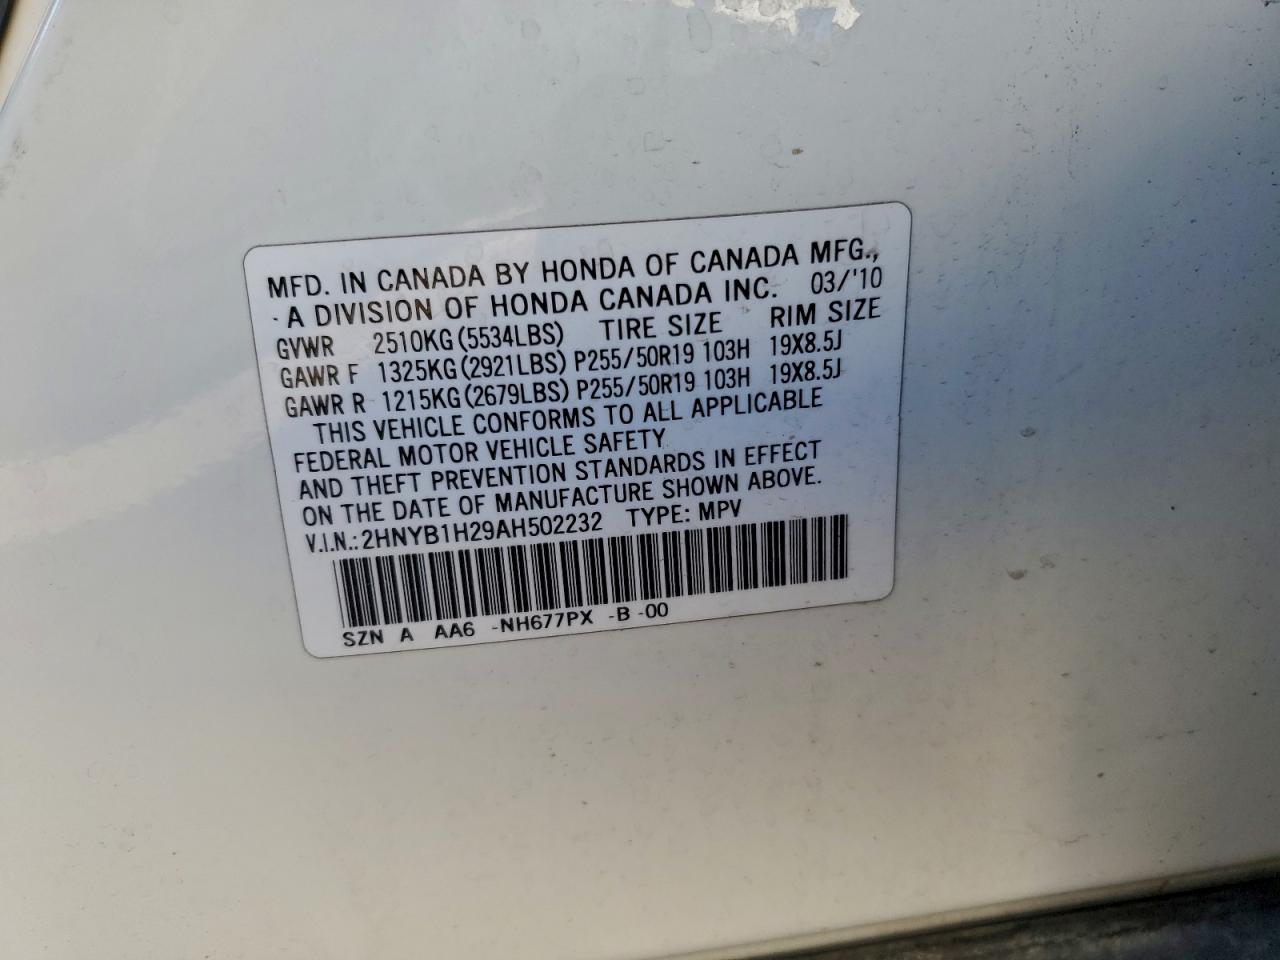 MFD. IN CANADA BY HONDA OF CANADA MFG.,
A DIVISION OF HONDA CANADA INC. 03/'10
GVWR 2510KG (5534LBS) TIRE SIZE RIM SIZE
GAWR F 1325KG (2921LBS) P255/50R19 103H 19X8.5J
GAWR R 1215KG (2679LBS) P255/50R19 103H 19X8.5J
THIS VEHICLE CONFORMS TO ALL APPLICABLE
FEDERAL MOTOR VEHICLE SAFETY
AND THEFT PREVENTION STANDARDS IN EFFECT
ON THE DATE OF MANUFACTURE SHOWN ABOVE.
V.I.N.: 2HNYB1H29AH502232 TYPE: MPV
SZN A AA6 -NH677PX -B -00